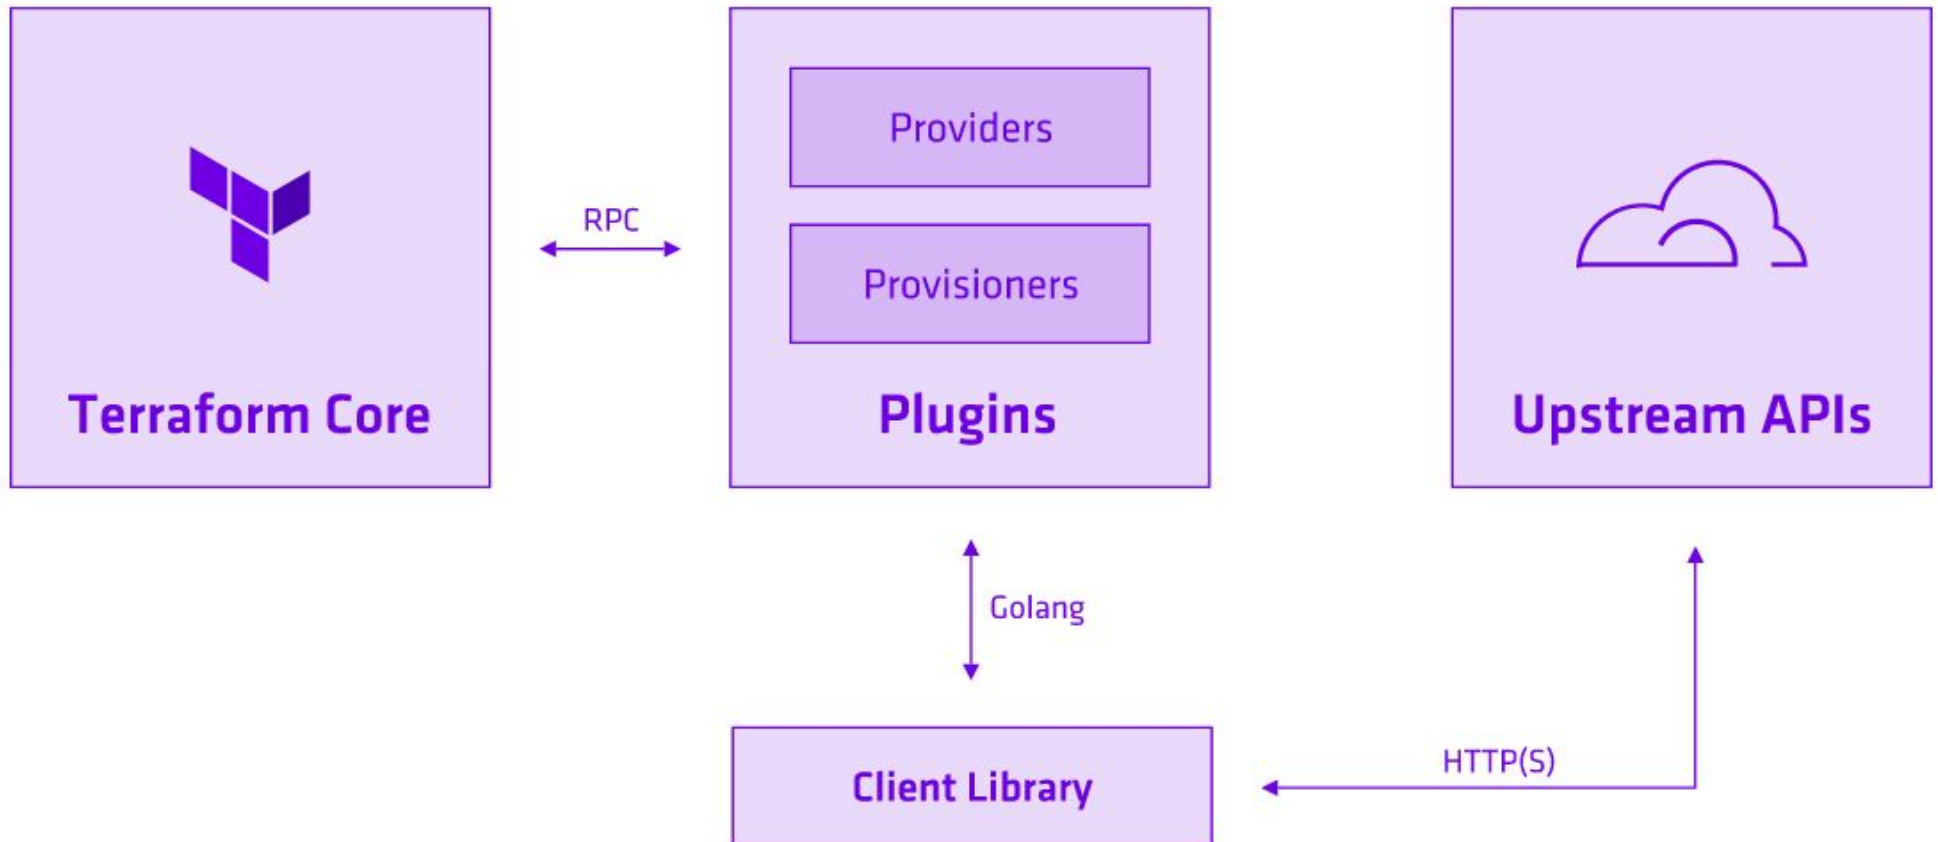 Providers
RPC
Provisioners
Terraform Core
Plugins
Upstream APIs
Golang
HTTP(S)
Client Library